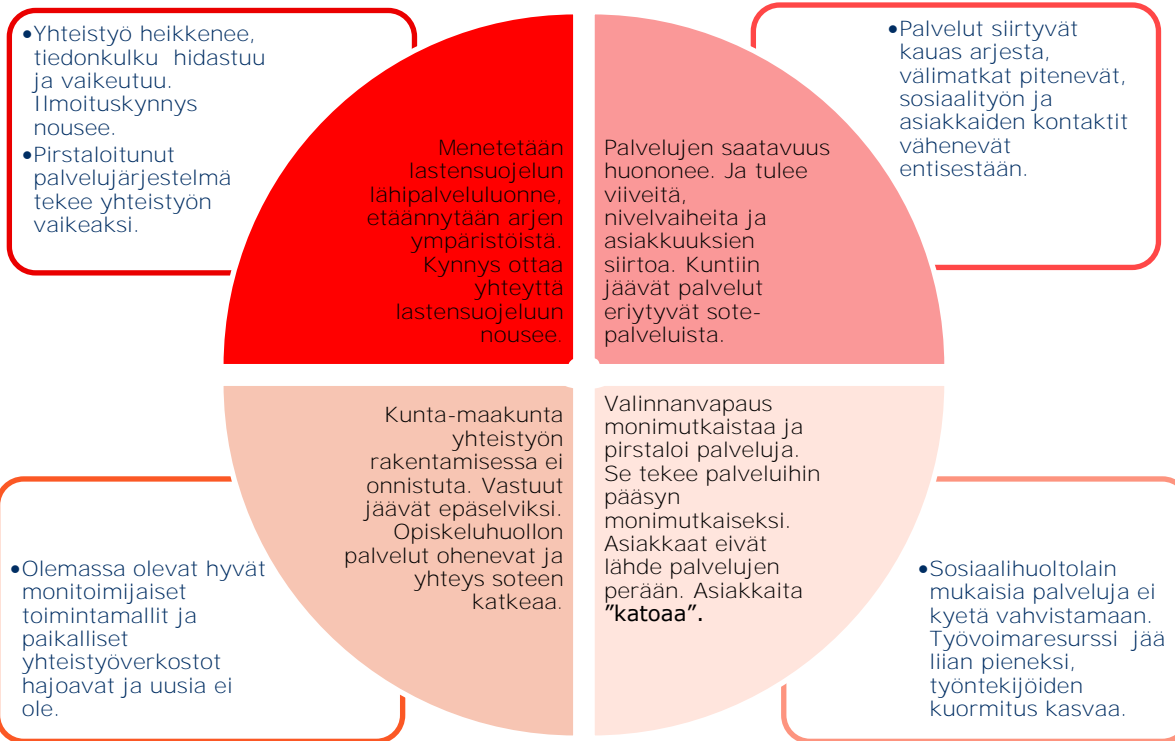 •Yhteistyö heikkenee,
tiedonkulku hidastuu
ja vaikeutuu.
Ilmoituskynnys
nousee.
•Pirstaloitunut
palvelujärjestelmä
tekee yhteistyön
vaikeaksi.
Menetetään
lastensuojelun
lähipalveluluonne,
etäännytään arjen
ympäristöistä.
Kynnys ottaa
yhteyttä
lastensuojeluun
nousee.
Palvelujen saatavuus
huononee. Ja tulee
viiveitä,
nivelvaiheita ja
asiakkuuksien
siirtoa. Kuntiin
jäävät palvelut
eriytyvät sote-
palveluista.
•Palvelut siirtyvät
kauas arjesta,
välimatkat pitenevät,
sosiaalityön ja
asiakkaiden kontaktit
vähenevät
entisestään.
•Olemassa olevat hyvät
monitoimijaiset
toimintamallit ja
paikalliset
yhteistyöverkostot
hajoavat ja uusia ei
ole.
Kunta-maakunta
yhteistyön
rakentamisessa ei
onnistuta. Vastuut
jäävät epäselviksi.
Opiskeluhuollon
palvelut ohenevat ja
yhteys soteen
katkeaa.
Valinnanvapaus
monimutkaistaa ja
pirstaloi palveluja.
Se tekee palveluihin
pääsyn
monimutkaiseksi.
Asiakkaat eivät
lähde palvelujen
perään. Asiakkaita
”katoaa”.
•Sosiaalihuoltolain
mukaisia palveluja ei
kyetä vahvistamaan.
Työvoimaresurssi jää
liian pieneksi,
työntekijöiden
kuormitus kasvaa.